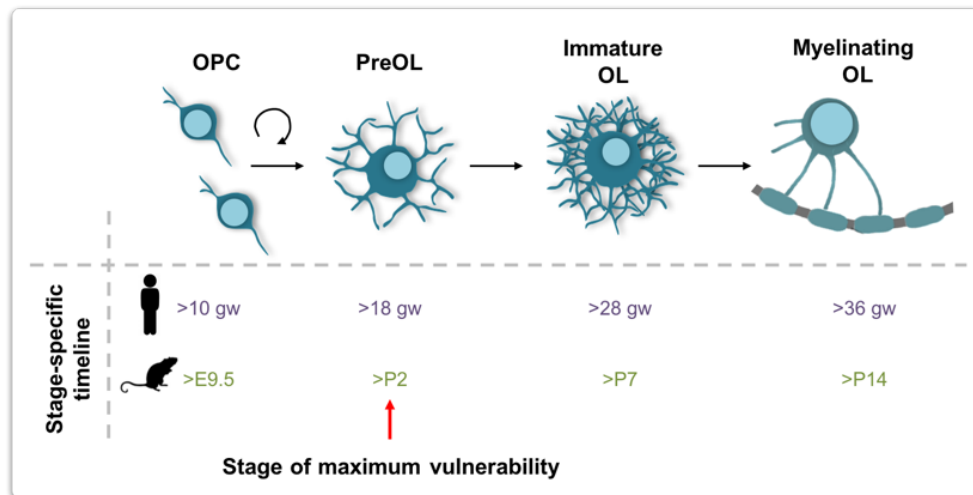 OPC
PreOL
Immature
OL
Myelinating
OL
Stage-specific
timeline
>10 gw
>18 gw
>28 gw
>36 gw
>E9.5
>P2
>P7
>P14
Stage of maximum vulnerability